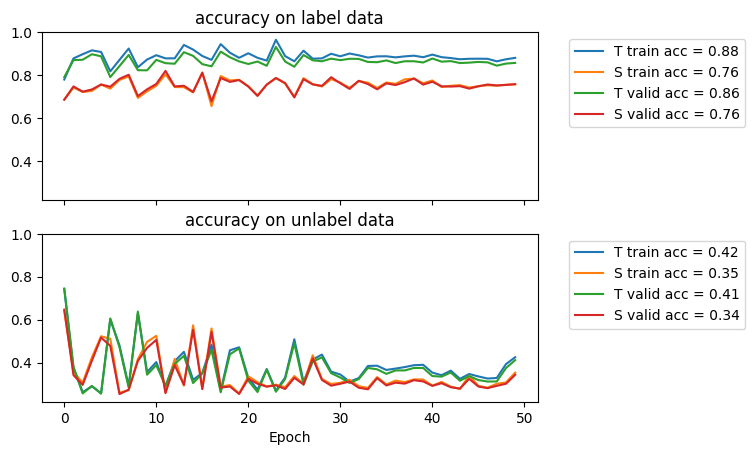 accuracy on label data
1.0
0.8
0.6
0.4
T train acc = 0.88
S train acc = 0.76
T valid acc = 0.86
S valid acc = 0.76
accuracy on unlabel data
1.0
0.8
0.6
0.4
T train acc = 0.42
S train acc = 0.35
T valid acc = 0.41
S valid acc = 0.34
0 10 20 30 40 50
Epoch